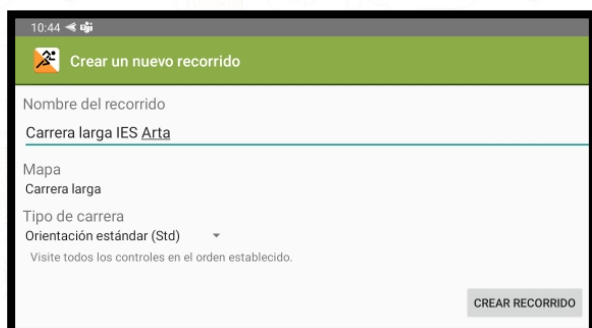 10:44
Crear un nuevo recorrido
Nombre del recorrido
Carrera larga IES Arta
Mapa
Carrera larga
Tipo de carrera
Orientación estándar (Std)
Visite todos los controles en el orden establecido.
CREAR RECORRIDO